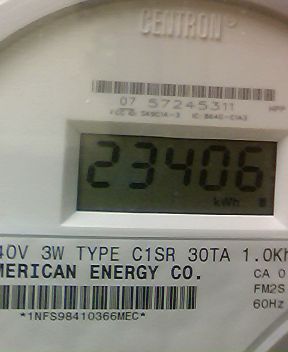 CENTRON
07 57245311
23406
kWh
40V 3W TYPE C1SR 30TA 1.0Kh
MERICAN ENERGY CO.
CA 0
FM2S
60Hz
*1NFS98410366MEC*